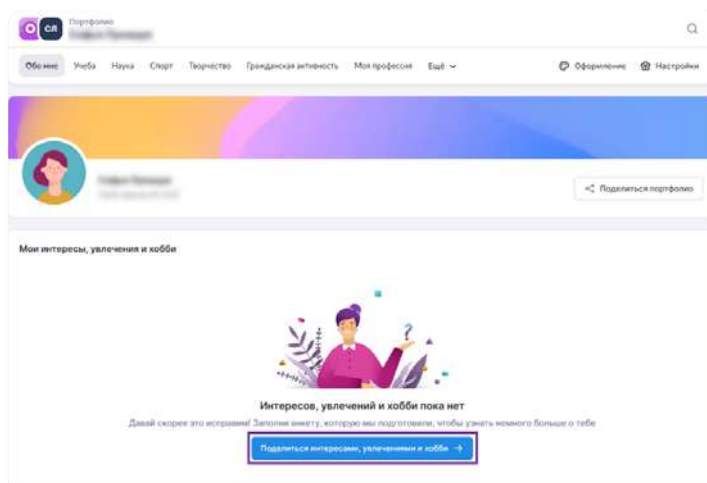 СЛ
Портфолио
Обо мне Учеба Наука Спорт Творчество Гражданская активность Моя профессия Ещё Оформление Настройки
Поделиться портфолио
Мои интересы, увлечения и хобби
Интересов, увлечений и хобби пока нет
Давай скорее это исправим! Заполни анкету, которую мы подготовили, чтобы узнать немного больше о тебе
Поделиться интересами, увлечениями и хобби →